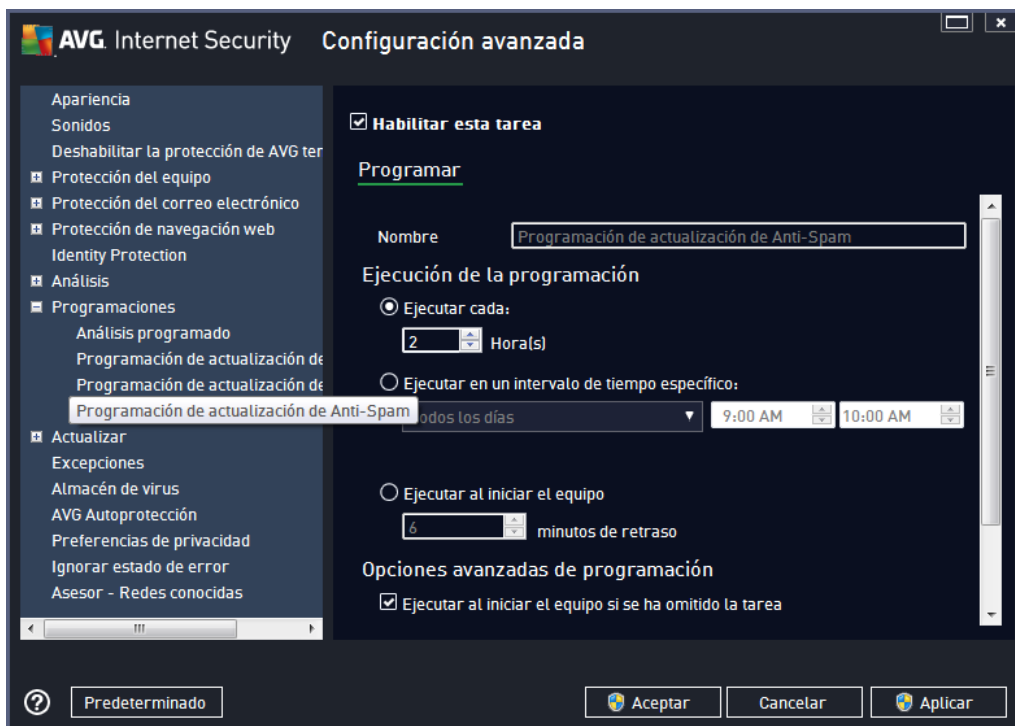 AVG. Internet Security
Configuración avanzada
Apariencia
Sonidos
Deshabilitar la protección de AVG ter
Protección del equipo
Protección del correo electrónico
Protección de navegación web
Identity Protection
Análisis
Programaciones
Análisis programado
Programación de actualización de
Programación de actualización de
Programación de actualización de Anti-Spam
Actualizar
Excepciones
Almacén de virus
AVG Autoprotección
Preferencias de privacidad
Ignorar estado de error
Asesor - Redes conocidas
Habilitar esta tarea
Programar
Nombre Programación de actualización de Anti-Spam
Ejecución de la programación
Ejecutar cada:
2 Hora(s)
Ejecutar en un intervalo de tiempo específico:
odos los días 9:00 AM 10:00 AM
Ejecutar al iniciar el equipo
6 minutos de retraso
Opciones avanzadas de programación
Ejecutar al iniciar el equipo si se ha omitido la tarea
Predeterminado Aceptar Cancelar Aplicar